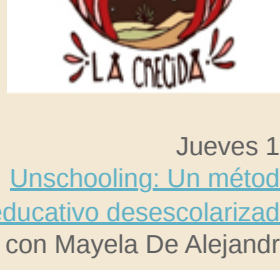 LA CRECIDA
Jueves 1
Unschooling: Un métod
educativo desescolarizad
con Mayela De Alejandr